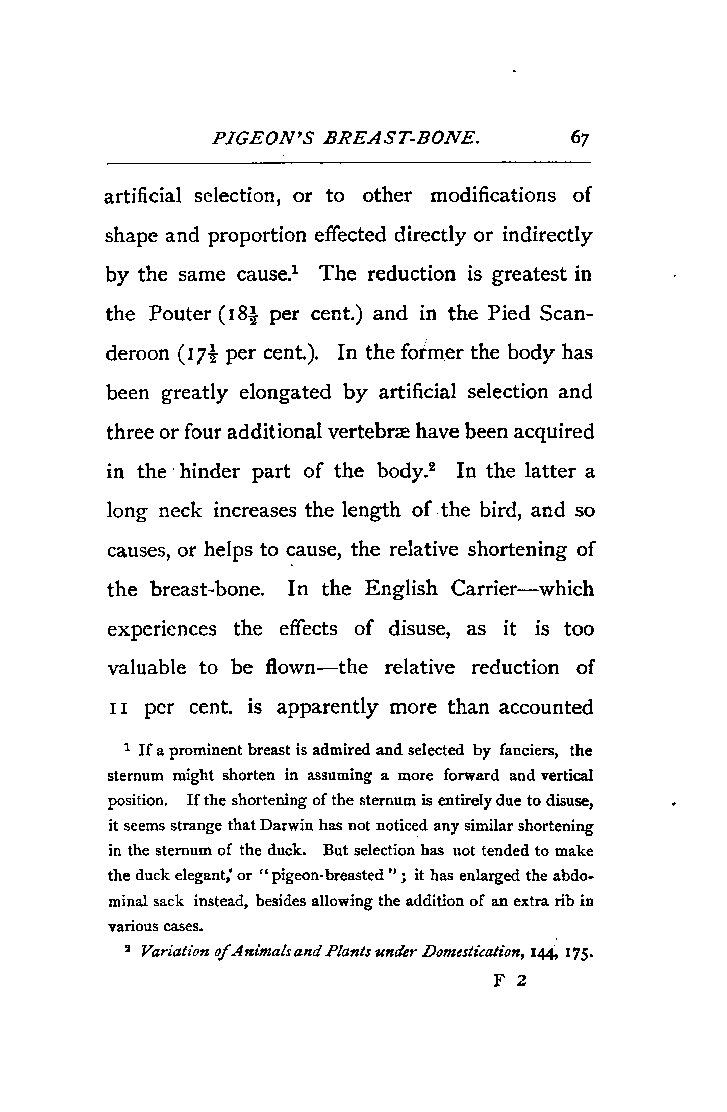 PIGEON'S BREAST-BONE. 67
artificial selection, or to other modifications of
shape and proportion effected directly or indirectly
by the same cause.¹ The reduction is greatest in
the Pouter (18½ per cent.) and in the Pied Scan-
deroon (17½ per cent.). In the former the body has
been greatly elongated by artificial selection and
three or four additional vertebræ have been acquired
in the hinder part of the body.² In the latter a
long neck increases the length of the bird, and so
causes, or helps to cause, the relative shortening of
the breast-bone. In the English Carrier—which
experiences the effects of disuse, as it is too
valuable to be flown—the relative reduction of
11 per cent. is apparently more than accounted
¹ If a prominent breast is admired and selected by fanciers, the
sternum might shorten in assuming a more forward and vertical
position. If the shortening of the sternum is entirely due to disuse,
it seems strange that Darwin has not noticed any similar shortening
in the sternum of the duck. But selection has not tended to make
the duck elegant, or "pigeon-breasted"; it has enlarged the abdo-
minal sack instead, besides allowing the addition of an extra rib in
various cases.
² Variation of Animals and Plants under Domestication, 144, 175.
F 2